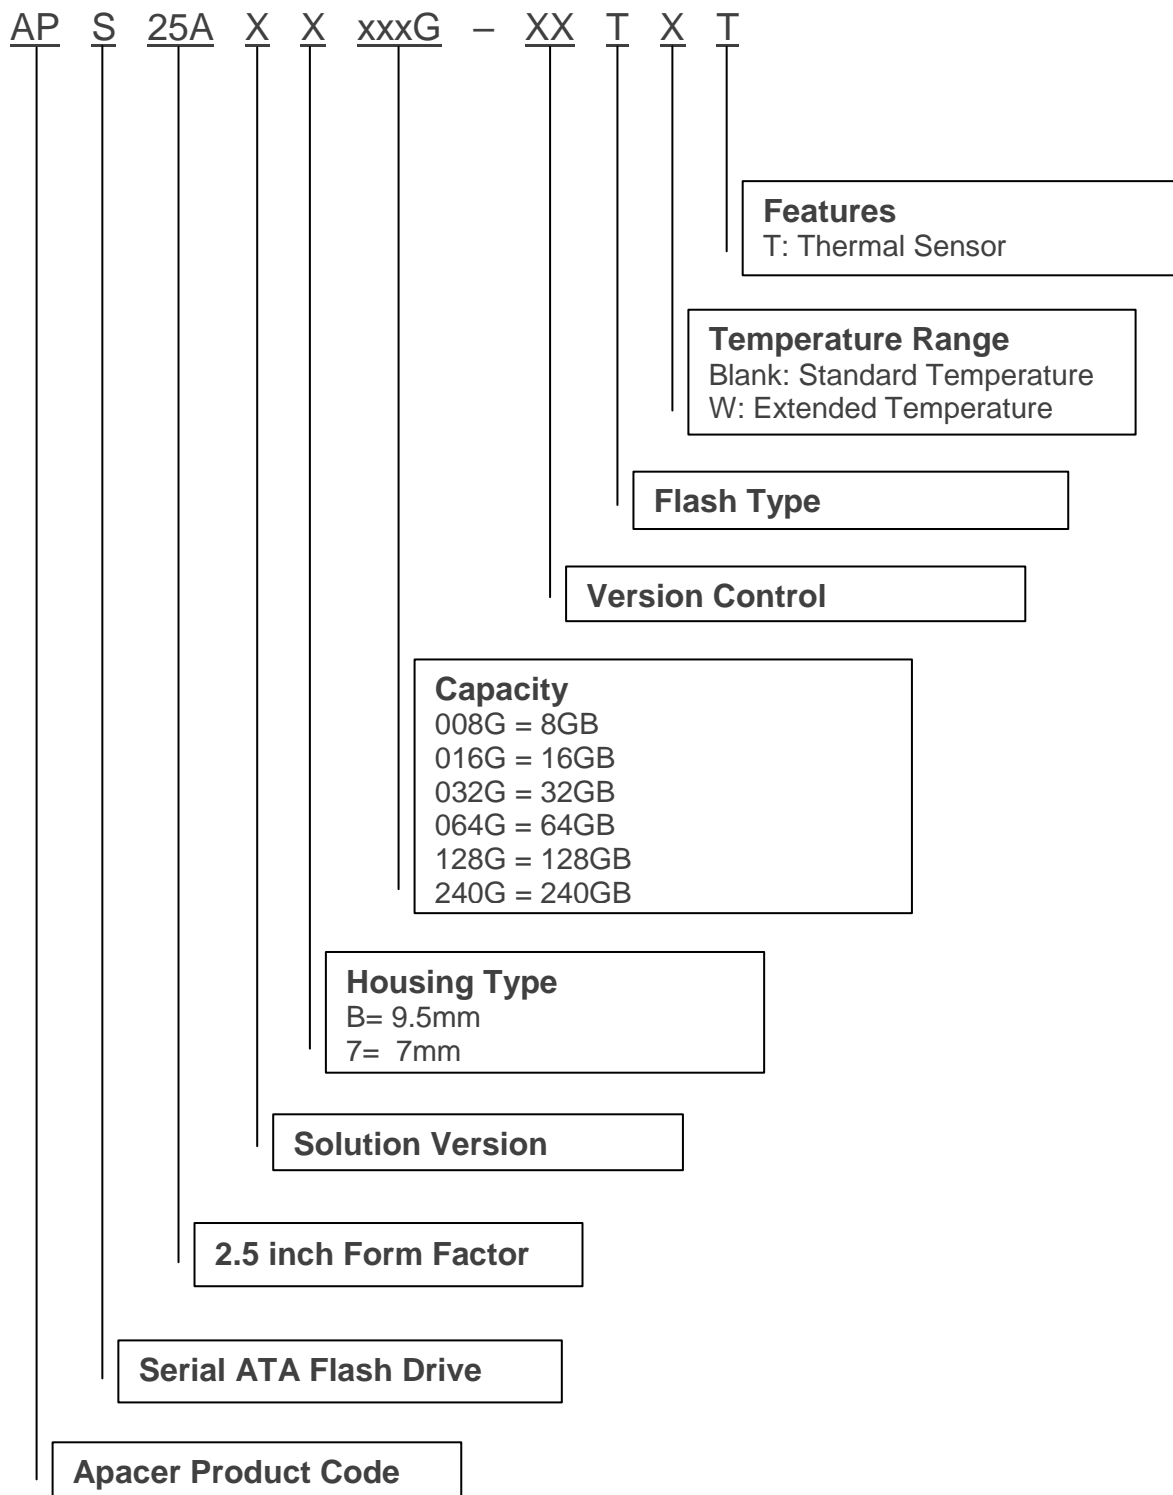 AP S 25A X X xxxG – XX T X T
Features
T: Thermal Sensor
Temperature Range
Blank: Standard Temperature
W: Extended Temperature
Flash Type
Version Control
Capacity
008G = 8GB
016G = 16GB
032G = 32GB
064G = 64GB
128G = 128GB
240G = 240GB
Housing Type
B= 9.5mm
7= 7mm
Solution Version
2.5 inch Form Factor
Serial ATA Flash Drive
Apacer Product Code